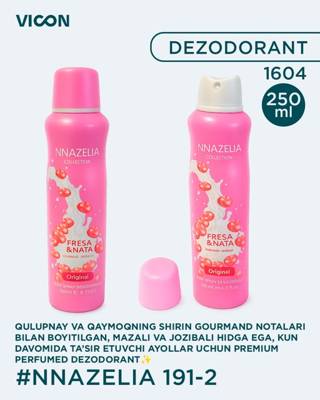 VICON
DEZODORANT
1604
250
ml
NNAZELIA
COLLECTION
FRESA
&NATA
Original
NNAZELIA
COLLECTION
FRESA
&NATA
Original
QULUPNAY VA QAYMOQNING SHIRIN GOURMAND NOTALARI
BILAN BOYITILGAN, MAZALI VA JOZIBALI HIDGA EGA, KUN
DAVOMIDA TA'SIR ETUVCHI AYOLLAR UCHUN PREMIUM
PERFUMED DEZODORANT✨
#NNAZELIA 191-2